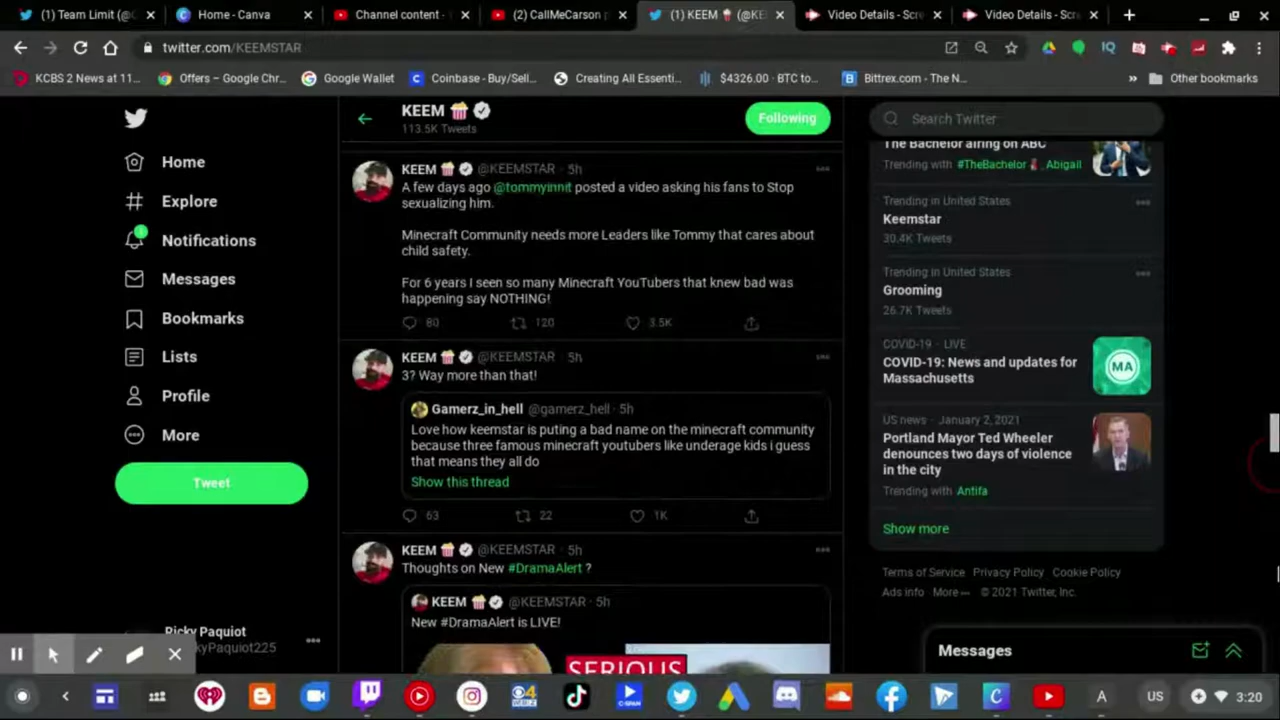 (1) Team Limit (@G
Home - Canva
Channel content -
(2) CallMeCarson p
(1) KEEM 🍿 (@KE
Video Details - Scre
Video Details - Scre
twitter.com/KEEMSTAR
KCBS 2 News at 11...
Offers – Google Chr...
Google Wallet
Coinbase - Buy/Sell...
Creating All Essenti...
$4326.00 · BTC to...
Bittrex.com - The N...
Other bookmarks
Home
Explore
Notifications
Messages
Bookmarks
Lists
Profile
More
Tweet
Ricky Paquiot
kyPaquiot225
KEEM 🍿
113.5K Tweets
Following
KEEM 🍿 @KEEMSTAR · 5h
A few days ago @tommyinnit posted a video asking his fans to Stop
sexualizing him.
Minecraft Community needs more Leaders like Tommy that cares about
child safety.
For 6 years I seen so many Minecraft YouTubers that knew bad was
happening say NOTHING!
80 120 3.5K
KEEM 🍿 @KEEMSTAR · 5h
3? Way more than that!
Gamerz_in_hell @gamerz_hell · 5h
Love how keemstar is puting a bad name on the minecraft community
because three famous minecraft youtubers like underage kids i guess
that means they all do
Show this thread
63 22 1K
KEEM 🍿 @KEEMSTAR · 5h
Thoughts on New #DramaAlert ?
KEEM 🍿 @KEEMSTAR · 5h
New #DramaAlert is LIVE!
SERIOUS
Search Twitter
The Bachelor airing on ABC
Trending with #TheBachelor🌹, Abigail
Trending in United States
Keemstar
30.4K Tweets
Trending in United States
Grooming
26.7K Tweets
COVID-19 · LIVE
COVID-19: News and updates for
Massachusetts
MA
US news · January 2, 2021
Portland Mayor Ted Wheeler
denounces two days of violence
in the city
Trending with Antifa
Show more
Terms of Service Privacy Policy Cookie Policy
Ads info More © 2021 Twitter, Inc.
Messages
US
3:20